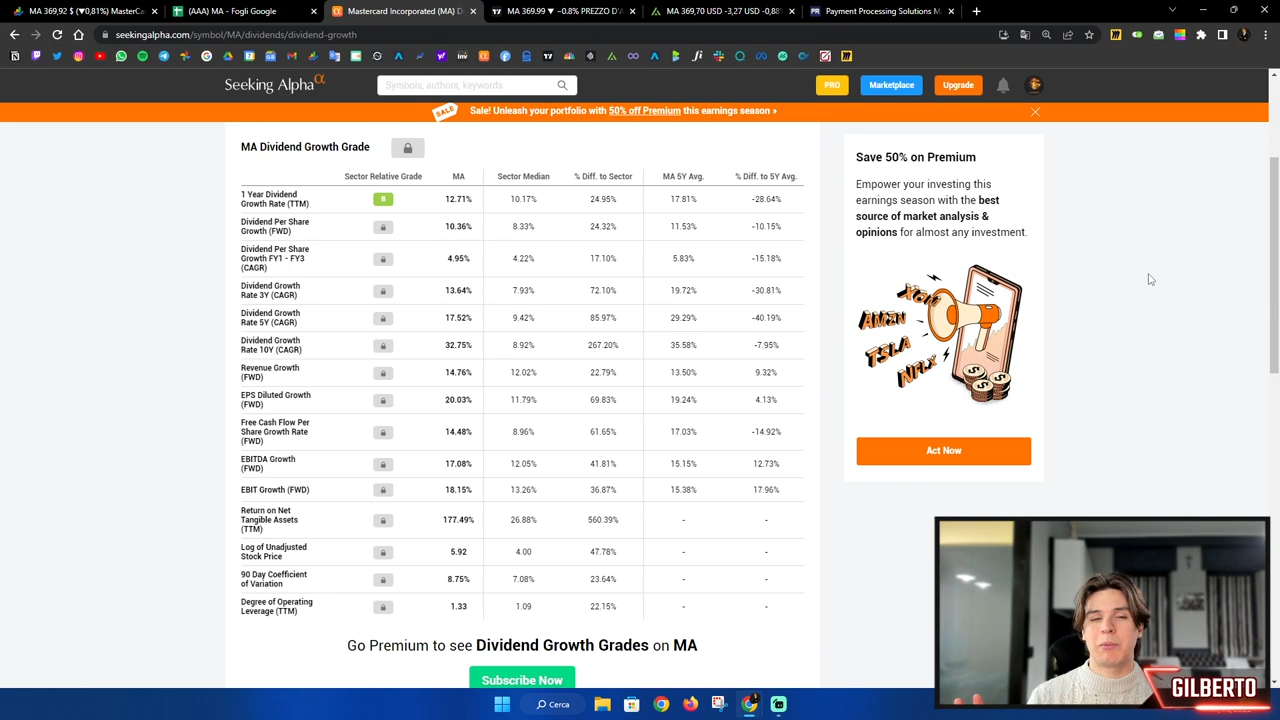 MA 369,92 $ (▼0,81%) MasterCar
(AAA) MA - Fogli Google
Mastercard Incorporated (MA) D
MA 369.99 ▼ −0.8% PREZZO D'A
MA 369,70 USD -3,27 USD -0,88
Payment Processing Solutions M
seekingalpha.com/symbol/MA/dividends/dividend-growth
Seeking Alpha α
Symbols, authors, keywords
PRO
Marketplace
Upgrade
SALE
Sale! Unleash your portfolio with 50% off Premium this earnings season »
MA Dividend Growth Grade
Sector Relative Grade MA Sector Median % Diff. to Sector MA 5Y Avg. % Diff. to 5Y Avg.
1 Year Dividend
Growth Rate (TTM)
B 12.71% 10.17% 24.95% 17.81% -28.64%
Dividend Per Share
Growth (FWD)
10.36% 8.33% 24.32% 11.53% -10.15%
Dividend Per Share
Growth FY1 - FY3
(CAGR)
4.95% 4.22% 17.10% 5.83% -15.18%
Dividend Growth
Rate 3Y (CAGR)
13.64% 7.93% 72.10% 19.72% -30.81%
Dividend Growth
Rate 5Y (CAGR)
17.52% 9.42% 85.97% 29.29% -40.19%
Dividend Growth
Rate 10Y (CAGR)
32.75% 8.92% 267.20% 35.58% -7.95%
Revenue Growth
(FWD)
14.76% 12.02% 22.79% 13.50% 9.32%
EPS Diluted Growth
(FWD)
20.03% 11.79% 69.83% 19.24% 4.13%
Free Cash Flow Per
Share Growth Rate
(FWD)
14.48% 8.96% 61.65% 17.03% -14.92%
EBITDA Growth
(FWD)
17.08% 12.05% 41.81% 15.15% 12.73%
EBIT Growth (FWD) 18.15% 13.26% 36.87% 15.38% 17.96%
Return on Net
Tangible Assets
(TTM)
177.49% 26.88% 560.39% - -
Log of Unadjusted
Stock Price
5.92 4.00 47.78% - -
90 Day Coefficient
of Variation
8.75% 7.08% 23.64% - -
Degree of Operating
Leverage (TTM)
1.33 1.09 22.15% - -
Go Premium to see Dividend Growth Grades on MA
Subscribe Now
Save 50% on Premium
Empower your investing this
earnings season with the best
source of market analysis &
opinions for almost any investment.
AMZN
TSLA
NFLX
Act Now
GILBERTO
Cerca